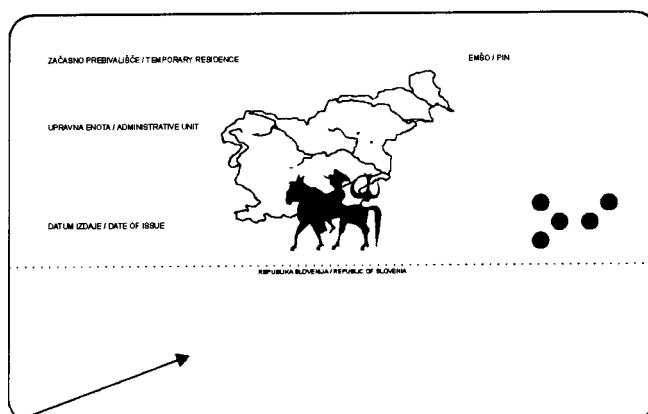 ZAČASNO PREBIVALIŠČE / TEMPORARY RESIDENCE
EMŠO / PIN
UPRAVNA ENOTA / ADMINISTRATIVE UNIT
DATUM IZDAJE / DATE OF ISSUE
REPUBLIKA SLOVENIJA / REPUBLIC OF SLOVENIA